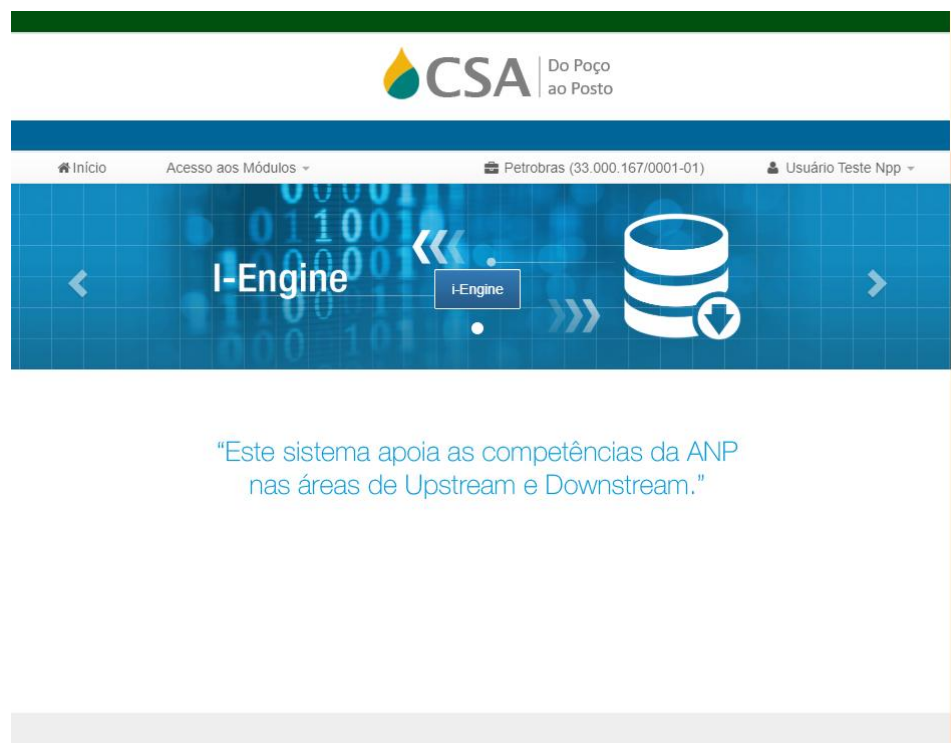 CSA Do Poço
ao Posto
Início Acesso aos Módulos Petrobras (33.000.167/0001-01) Usuário Teste Npp
I-Engine
i-Engine
“Este sistema apoia as competências da ANP
nas áreas de Upstream e Downstream.”